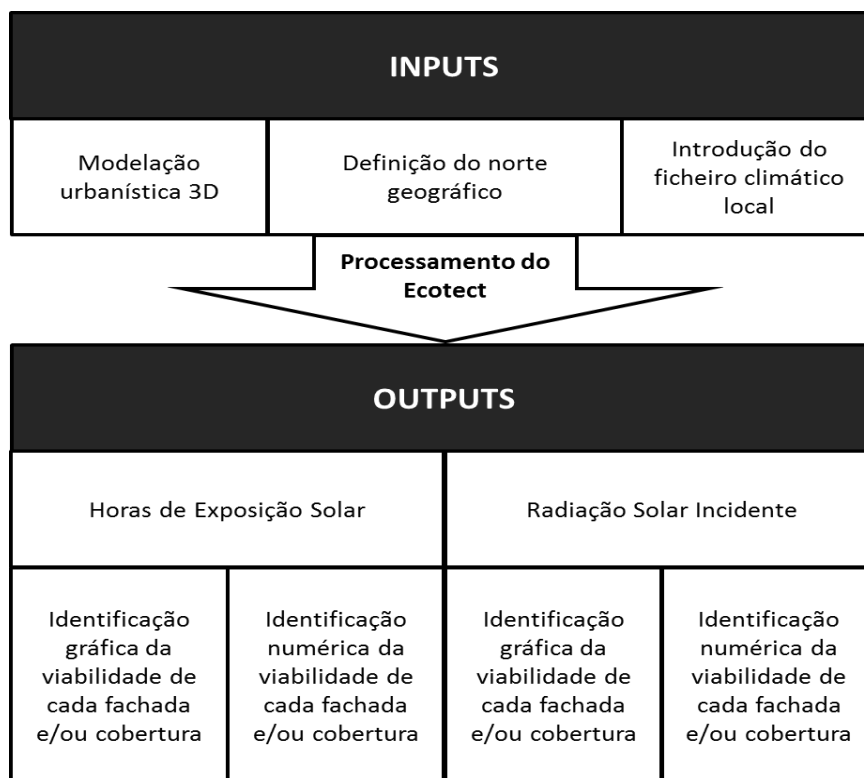 INPUTS
Modelação
urbanística 3D
Definição do norte
geográfico
Introdução do
ficheiro climático
local
Processamento do
Ecotect
OUTPUTS
Horas de Exposição Solar
Radiação Solar Incidente
Identificação
gráfica da
viabilidade de
cada fachada
e/ou cobertura
Identificação
numérica da
viabilidade de
cada fachada
e/ou cobertura
Identificação
gráfica da
viabilidade de
cada fachada
e/ou cobertura
Identificação
numérica da
viabilidade de
cada fachada
e/ou cobertura